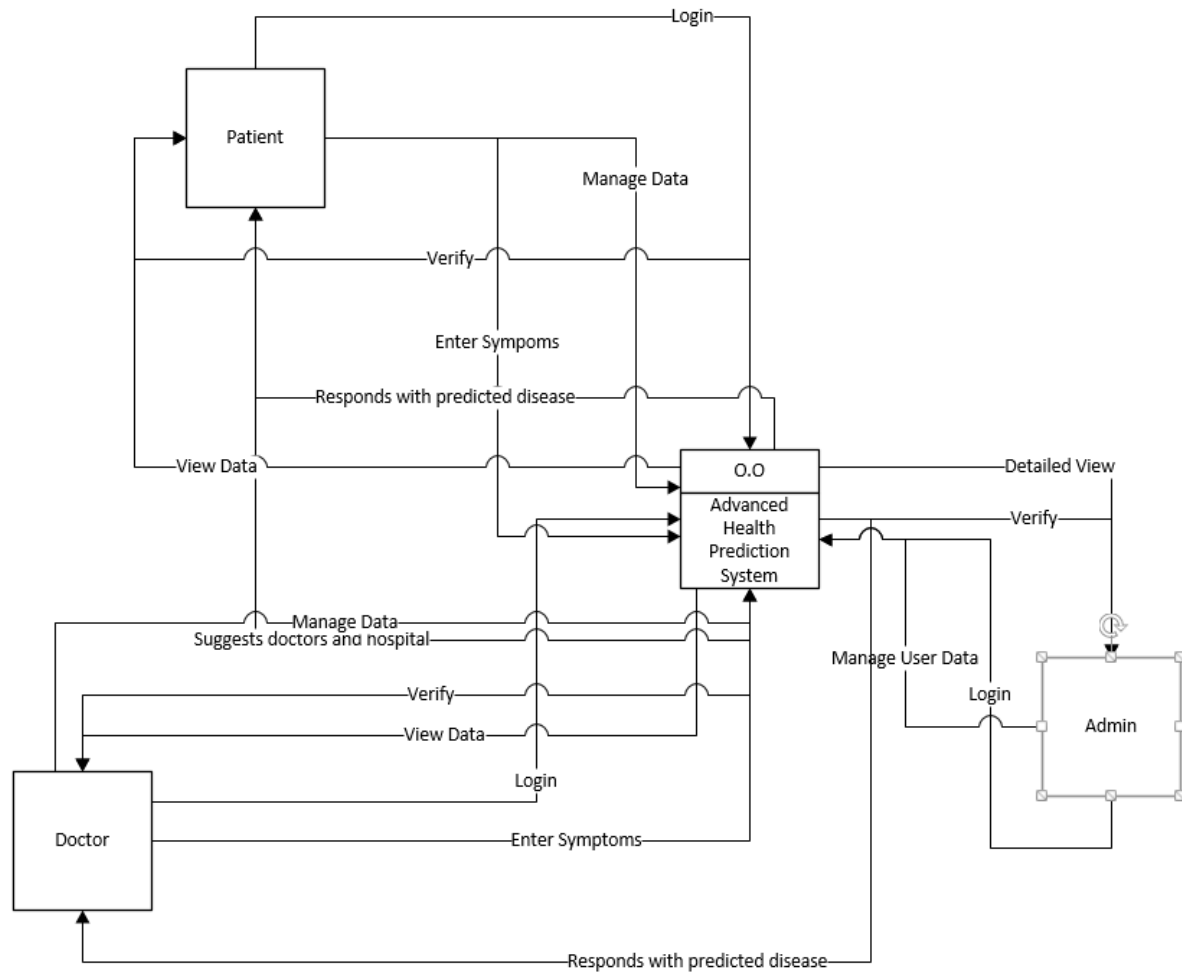 Login
Patient
Manage Data
Verify
Enter Sympoms
Responds with predicted disease
View Data
O.O
Detailed View
Advanced
Health
Prediction
System
Verify
Manage Data
Suggests doctors and hospital
Manage User Data
Verify
Login
View Data
Admin
Login
Doctor
Enter Symptoms
Responds with predicted disease